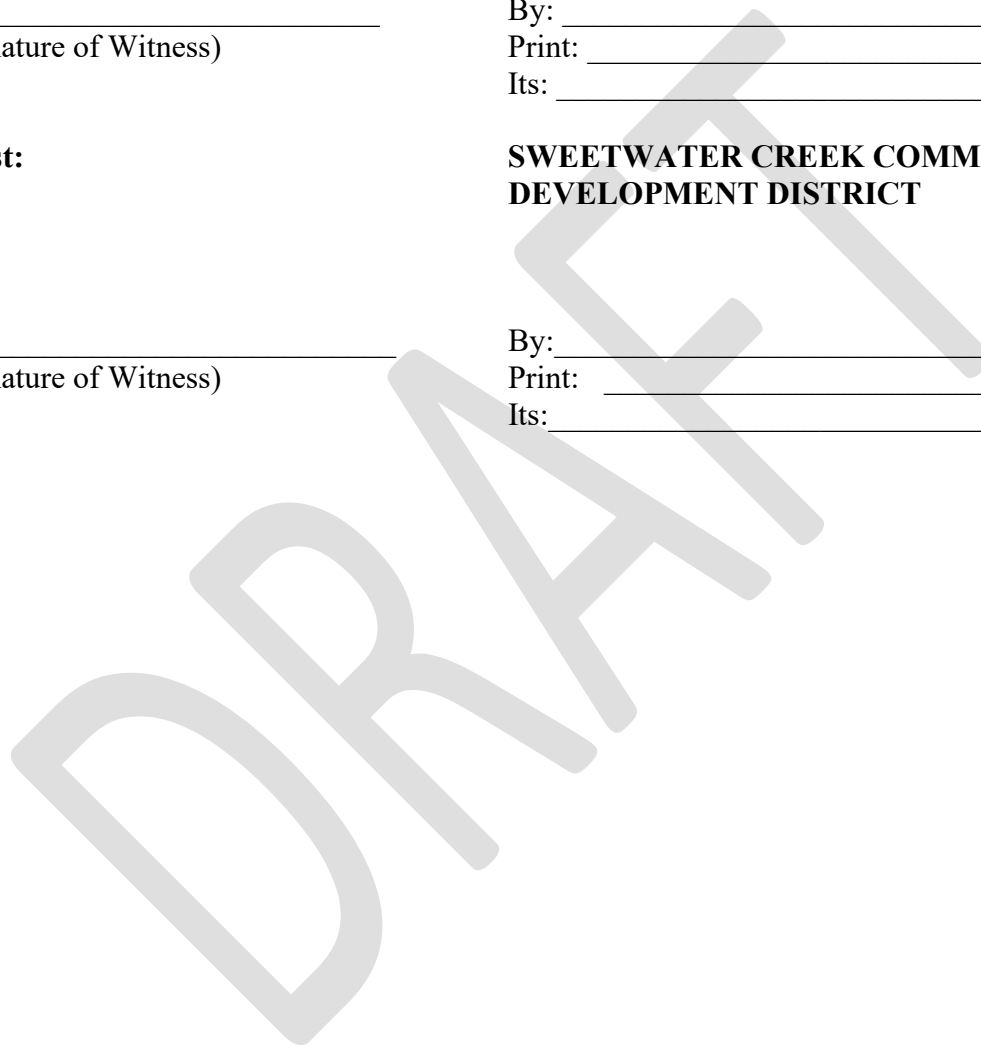 By:
ature of Witness)
Print:
Its:
st:
SWEETWATER CREEK COMM
DEVELOPMENT DISTRICT
By:
ature of Witness)
Print:
Its:
DRAFT